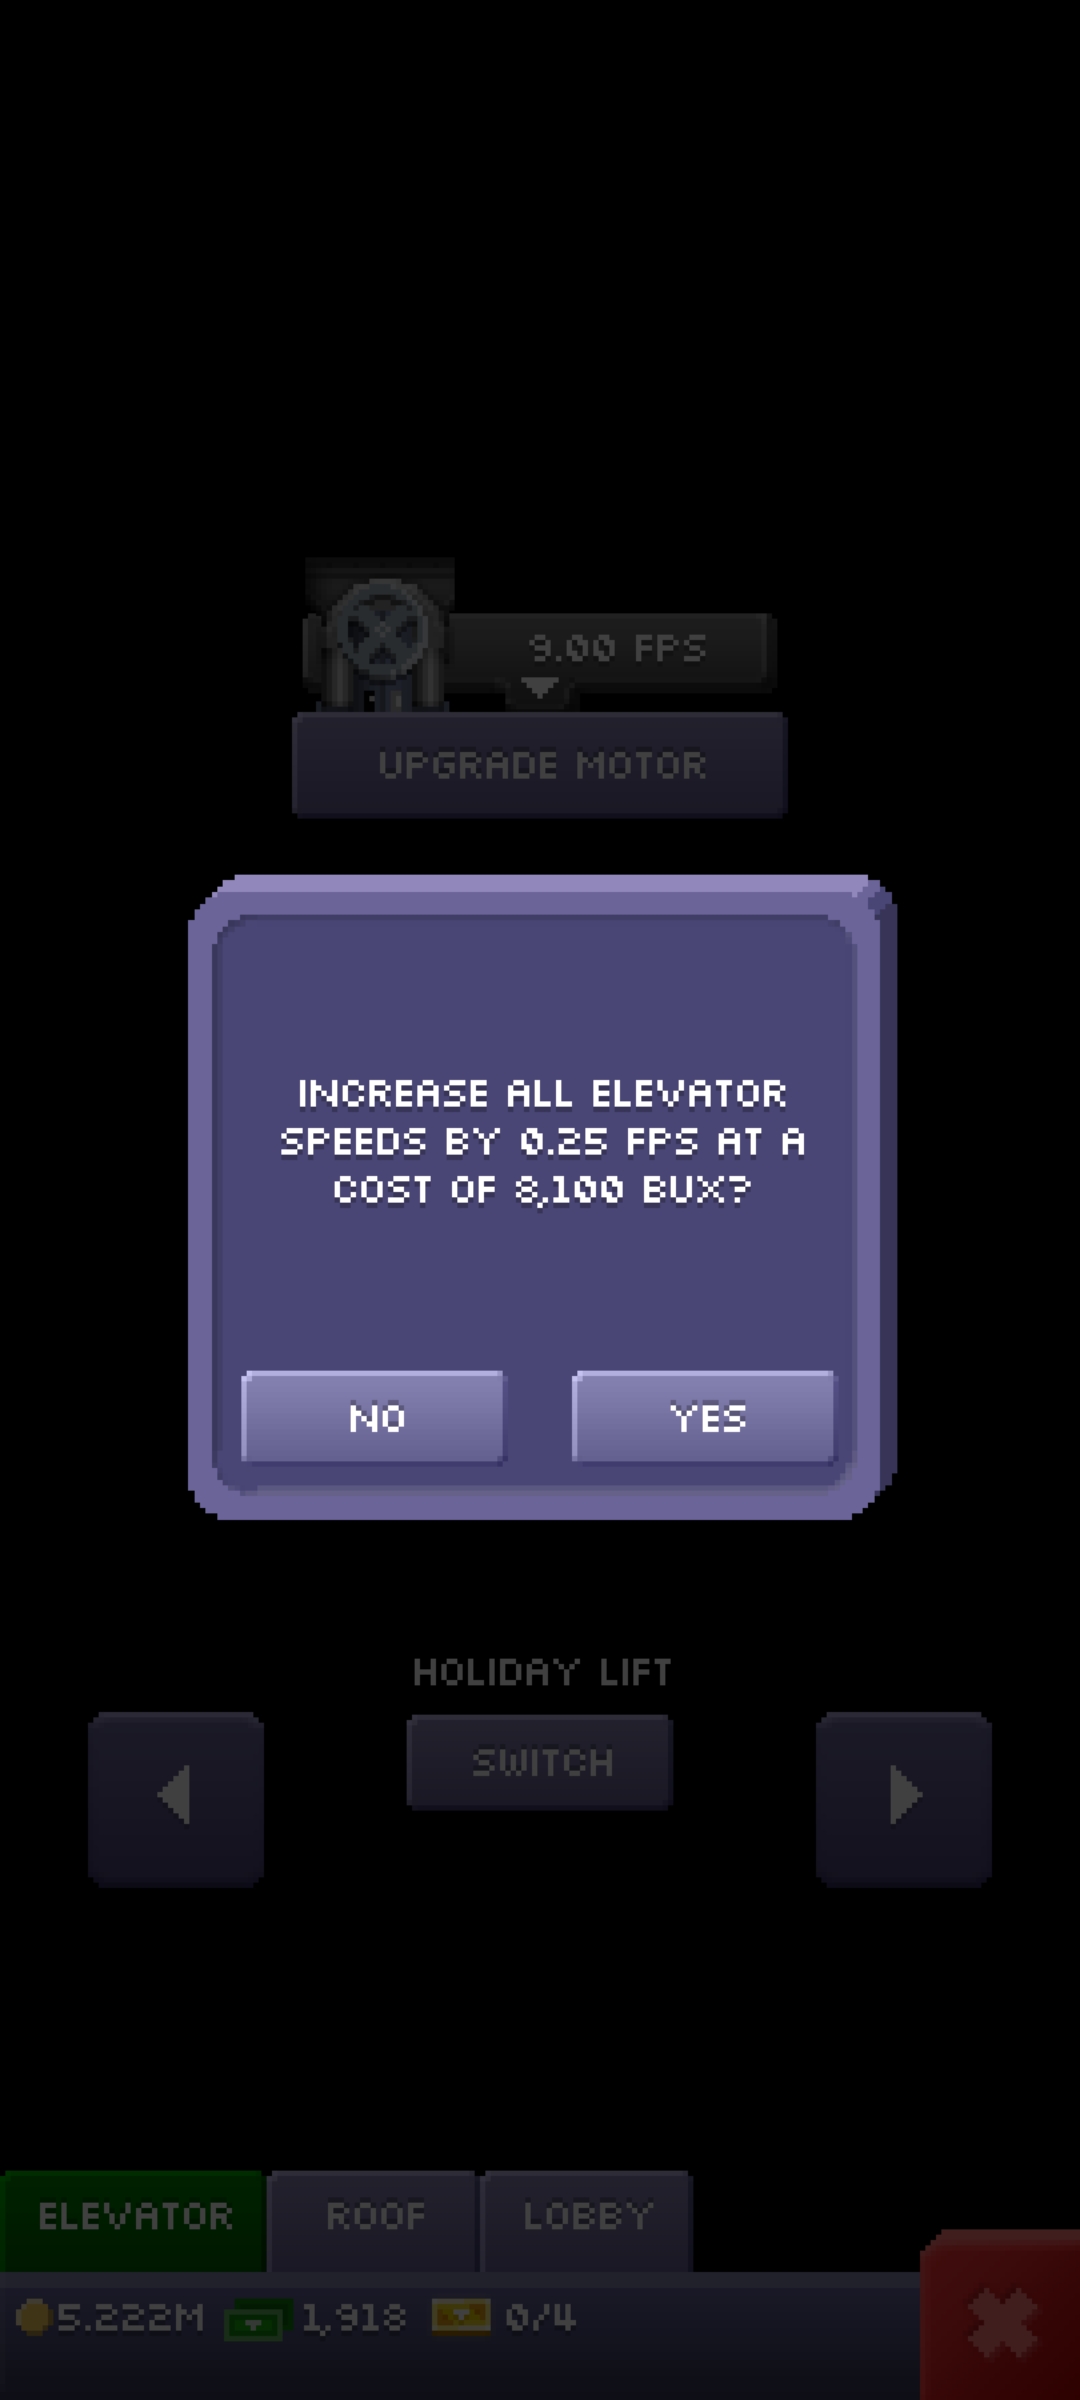 9.00 FPS
UPGRADE MOTOR
INCREASE ALL ELEVATOR
SPEEDS BY 0.25 FPS AT A
COST OF 8,100 BUX?
NO YES
HOLIDAY LIFT
SWITCH
ELEVATOR ROOF LOBBY
5.222M 1,918 0/4